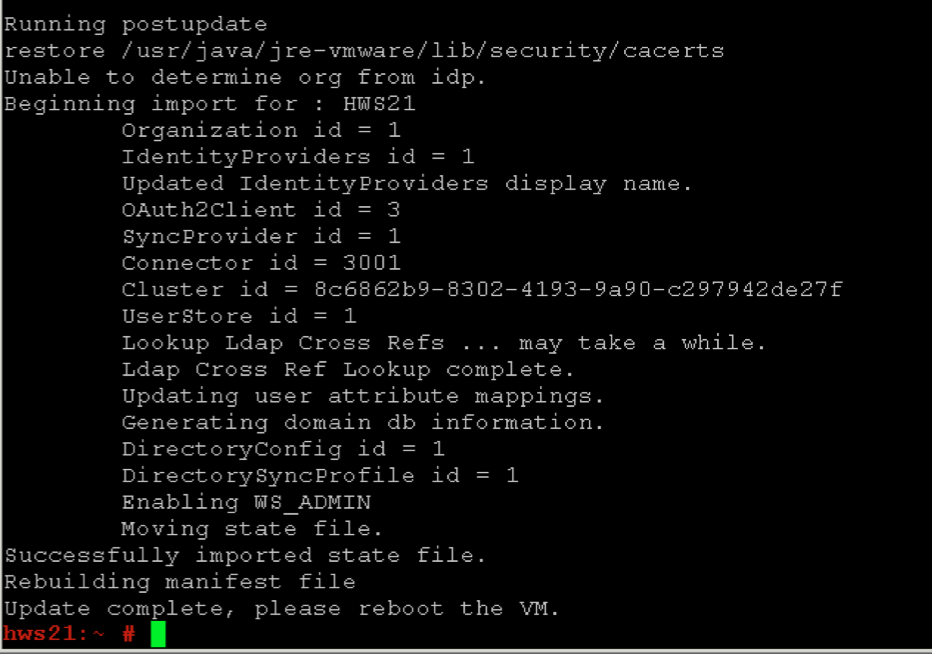 Running postupdate
restore /usr/java/jre-vmware/lib/security/cacerts
Unable to determine org from idp.
Beginning import for : HWS21
Organization id = 1
IdentityProviders id = 1
Updated IdentityProviders display name.
OAuth2Client id = 3
SyncProvider id = 1
Connector id = 3001
Cluster id = 8c6862b9-8302-4193-9a90-c297942de27f
UserStore id = 1
Lookup Ldap Cross Refs ... may take a while.
Ldap Cross Ref Lookup complete.
Updating user attribute mappings.
Generating domain db information.
DirectoryConfig id = 1
DirectorySyncProfile id = 1
Enabling WS_ADMIN
Moving state file.
Successfully imported state file.
Rebuilding manifest file
Update complete, please reboot the VM.
hws21:~ #